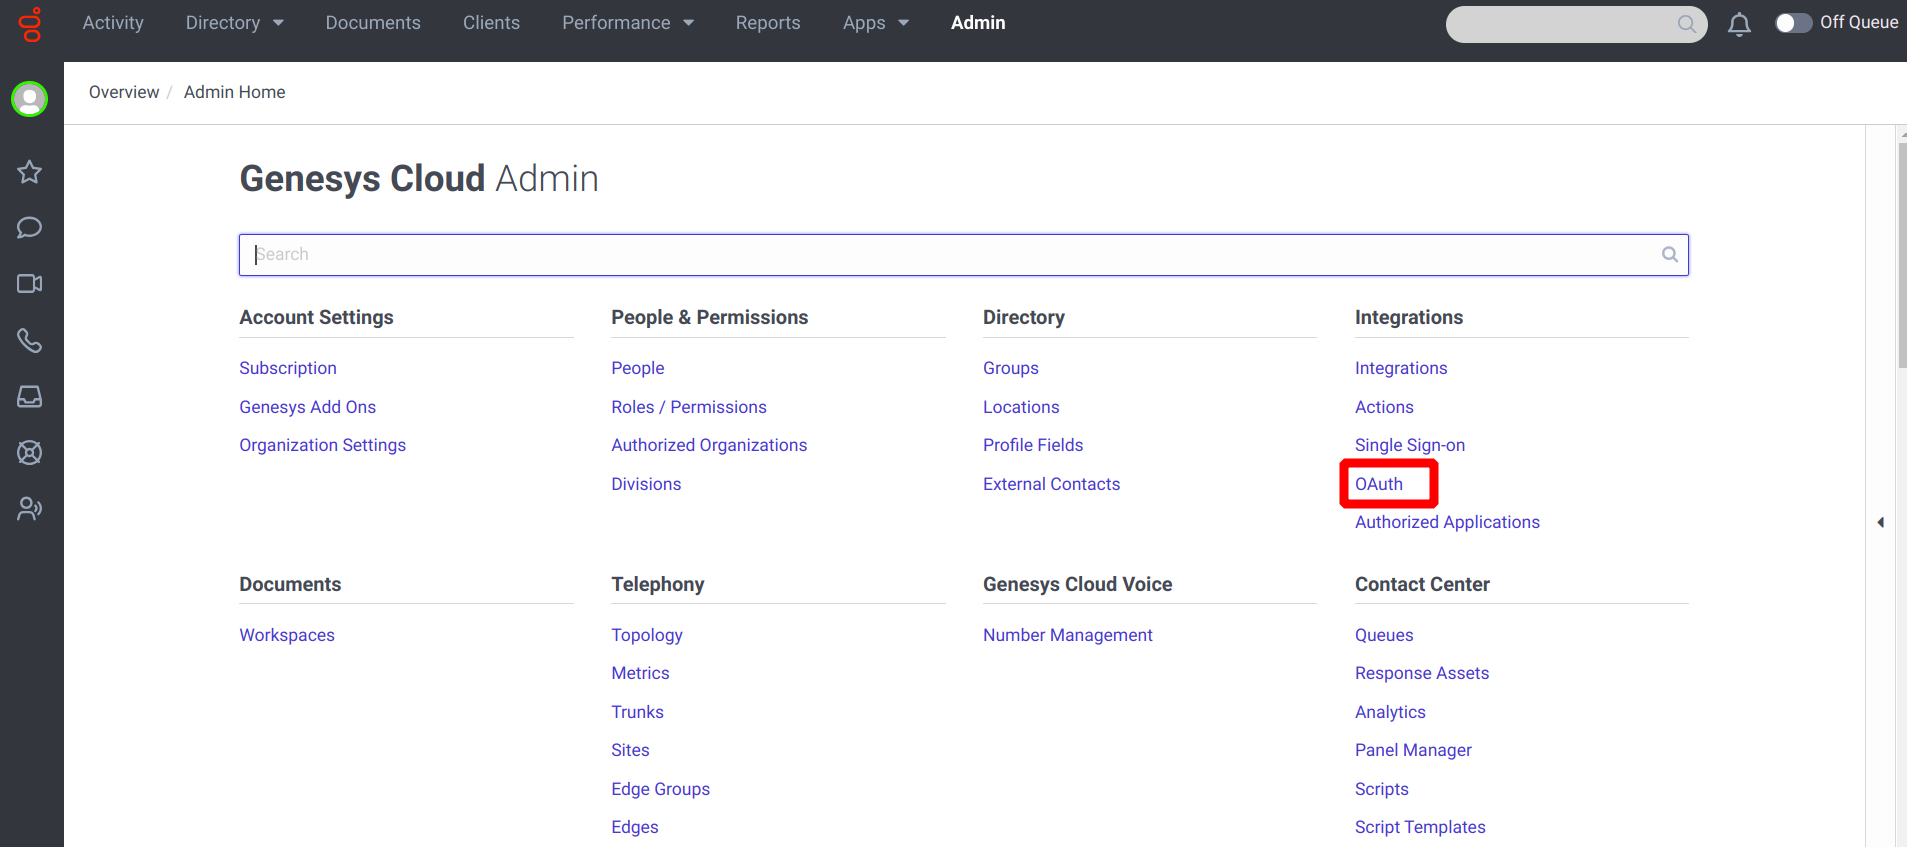 Activity Directory Documents Clients Performance Apps Reports Admin Off Queue
Overview / Admin Home
Genesys Cloud Admin
Search
Account Settings
Subscription
Genesys Add Ons
Organization Settings
People & Permissions
People
Roles / Permissions
Authorized Organizations
Divisions
Directory
Groups
Locations
Profile Fields
External Contacts
Integrations
Integrations
Actions
Single Sign-on
OAuth
Authorized Applications
Documents
Workspaces
Telephony
Topology
Metrics
Trunks
Sites
Edge Groups
Edges
Genesys Cloud Voice
Number Management
Contact Center
Queues
Response Assets
Analytics
Panel Manager
Scripts
Script Templates